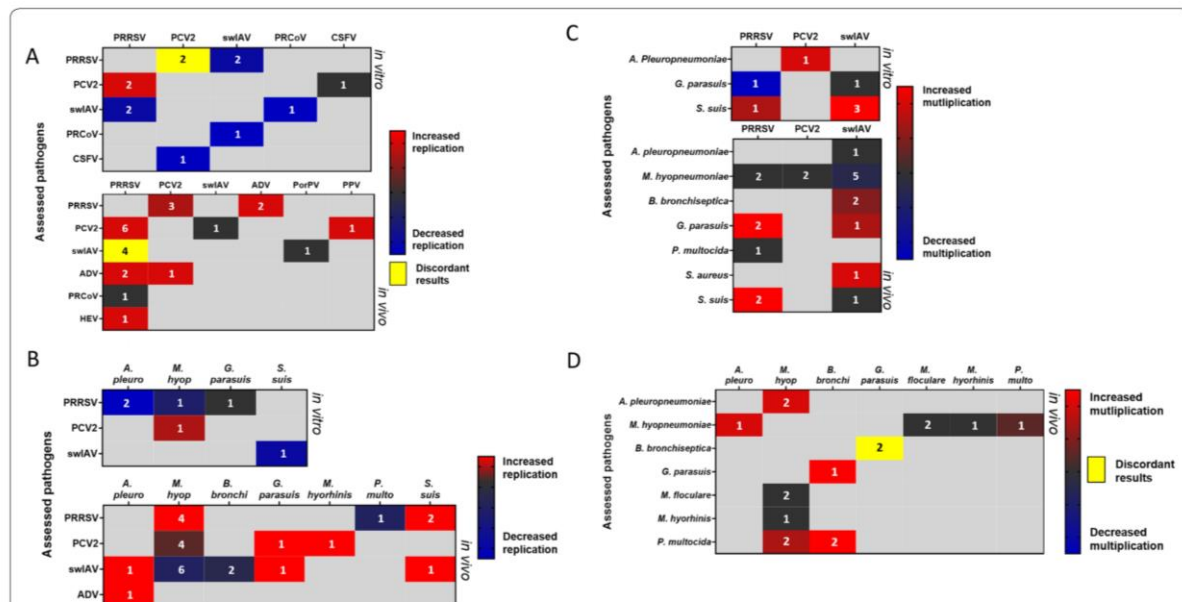 A
PRRSV PCV2 swIAV PRCoV CSFV
PRRSV 2 2
PCV2 2 1
swIAV 2 1
PRCoV 1
CSFV 1
in vitro
Assessed pathogens
Increased replication
Decreased replication
Discordant results
PRRSV PCV2 swIAV ADV PorPV PPV
PRRSV 3 2
PCV2 6 1 1
swIAV 4 1
ADV 2 1
PRCoV 1
HEV 1
in vivo
B
A. pleuro M. hyop G. parasuis S. suis
PRRSV 2 1 1
PCV2 1
swIAV 1
in vitro
Assessed pathogens
Increased replication
Decreased replication
A. pleuro M. hyop B. bronchi G. parasuis M. hyorhinis P. multo S. suis
PRRSV 4 1 2
PCV2 4 1 1
swIAV 1 6 2 1 1
ADV 1
in vivo
C
PRRSV PCV2 swIAV
A. Pleuropneumoniae 1
G. parasuis 1 1
S. suis 1 3
in vitro
Assessed pathogens
Increased mutliplication
Decreased multiplication
PRRSV PCV2 swIAV
A. pleuropneumoniae 1
M. hyopneumoniae 2 2 5
B. bronchiseptica 2
G. parasuis 2 1
P. multocida 1
S. aureus 1
S. suis 2 1
in vivo
D
A. pleuro M. hyop B. bronchi G. parasuis M. floculare M. hyorhinis P. multo
A. pleuropneumoniae 2
M. hyopneumoniae 1 2 1 1
B. bronchiseptica 2
G. parasuis 1
M. floculare 2
M. hyorhinis 1
P. multocida 2 2
in vivo
Assessed pathogens
Increased mutliplication
Discordant results
Decreased multiplication